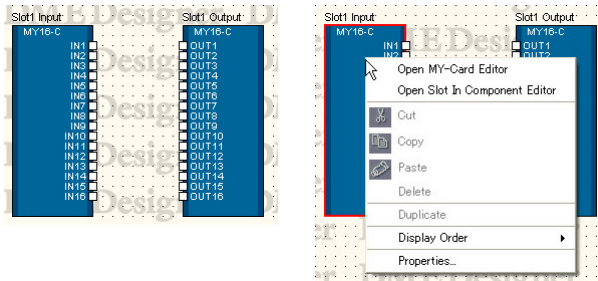 Slot1 Input
Slot1 Output
MY16-C
MY16-C
IN1
IN2
IN3
IN4
IN5
IN6
IN7
IN8
IN9
IN10
IN11
IN12
IN13
IN14
IN15
IN16
OUT1
OUT2
OUT3
OUT4
OUT5
OUT6
OUT7
OUT8
OUT9
OUT10
OUT11
OUT12
OUT13
OUT14
OUT15
OUT16
Slot1 Input
Slot1 Output
MY16-C
MY16-C
IN1
IN2
OUT1
OUT2
Open MY-Card Editor
Open Slot In Component Editor
Cut
Copy
Paste
Delete
Duplicate
Display Order
Properties...